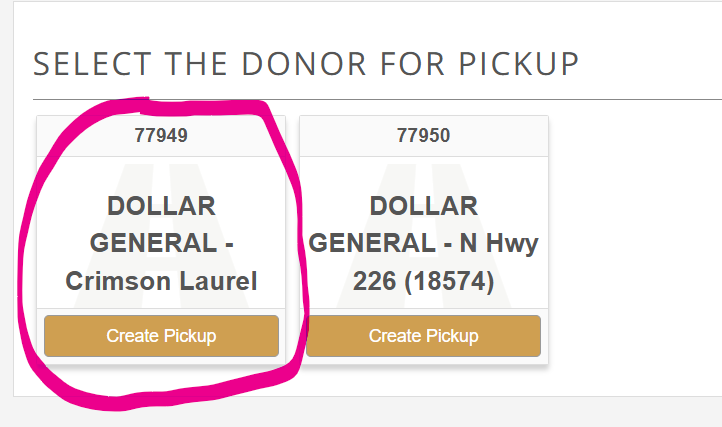 SELECT THE DONOR FOR PICKUP
77949
DOLLAR
GENERAL -
Crimson Laurel
Create Pickup
77950
DOLLAR
GENERAL - N Hwy
226 (18574)
Create Pickup